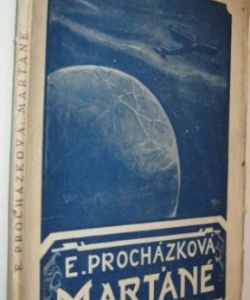 E. PROCHÁZKOVÁ: MARŤANÉ
E. PROCHÁZKOVÁ
MARŤANÉ